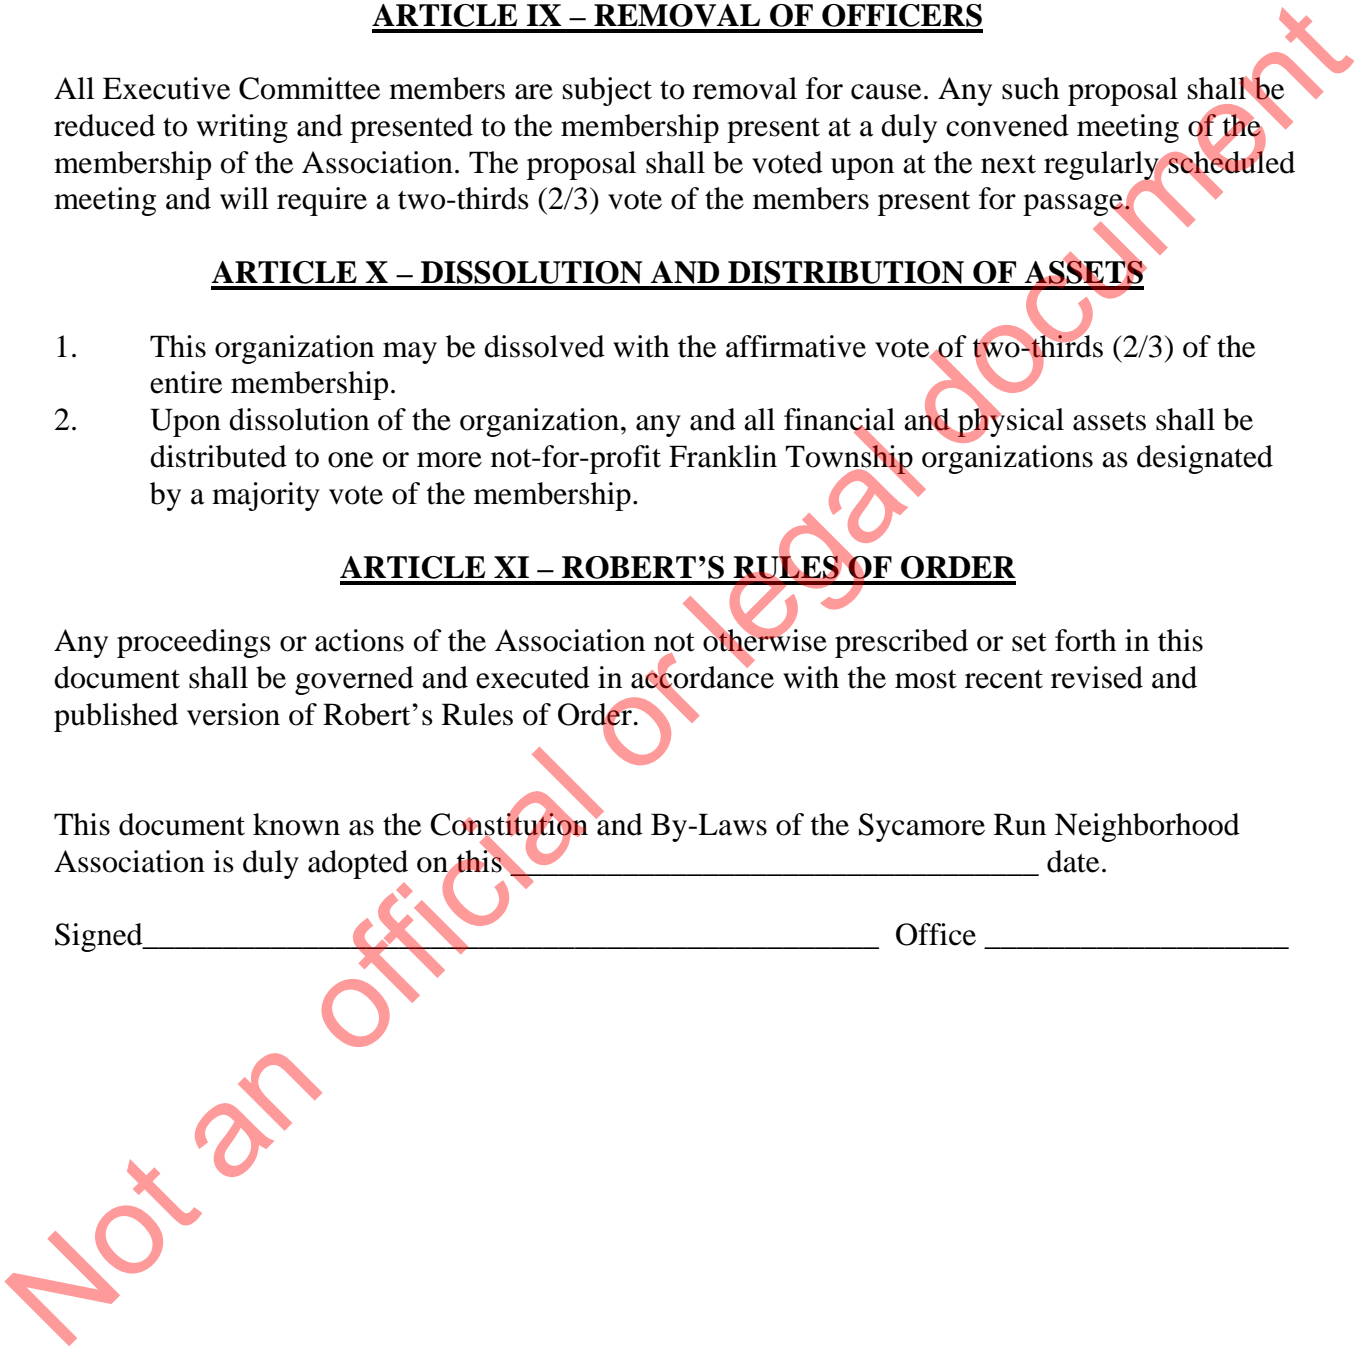 ARTICLE IX – REMOVAL OF OFFICERS
All Executive Committee members are subject to removal for cause. Any such proposal shall be
reduced to writing and presented to the membership present at a duly convened meeting of the
membership of the Association. The proposal shall be voted upon at the next regularly scheduled
meeting and will require a two-thirds (2/3) vote of the members present for passage.
ARTICLE X – DISSOLUTION AND DISTRIBUTION OF ASSETS
1. This organization may be dissolved with the affirmative vote of two-thirds (2/3) of the
entire membership.
2. Upon dissolution of the organization, any and all financial and physical assets shall be
distributed to one or more not-for-profit Franklin Township organizations as designated
by a majority vote of the membership.
ARTICLE XI – ROBERT’S RULES OF ORDER
Any proceedings or actions of the Association not otherwise prescribed or set forth in this
document shall be governed and executed in accordance with the most recent revised and
published version of Robert’s Rules of Order.
This document known as the Constitution and By-Laws of the Sycamore Run Neighborhood
Association is duly adopted on this _________________________________ date.
Signed______________________________________________ Office ___________________
Not an official or legal document